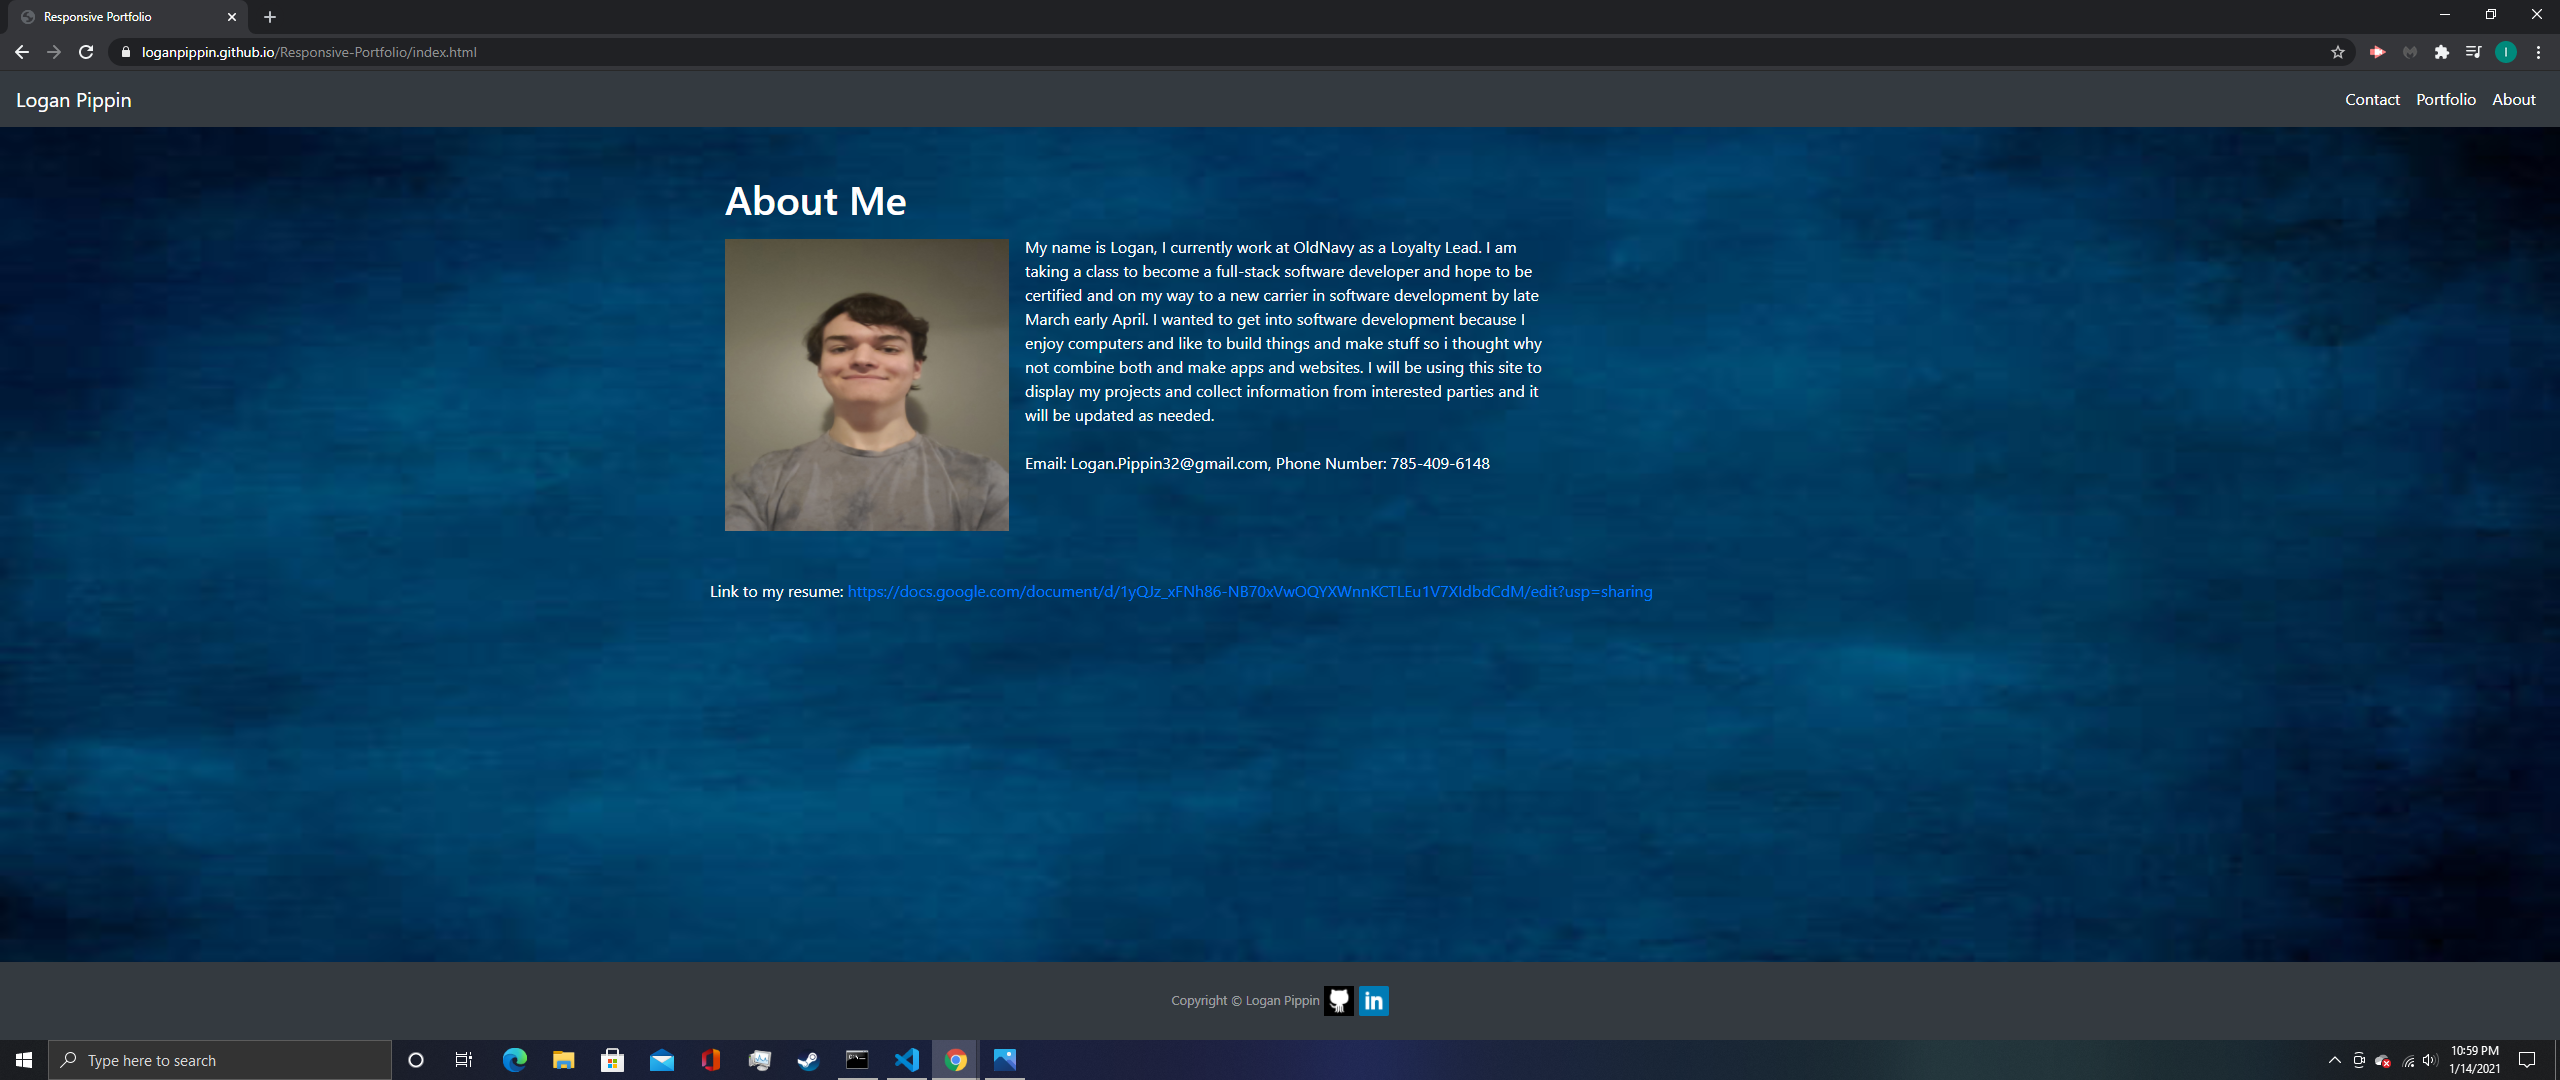 Responsive Portfolio
loganpippin.github.io/Responsive-Portfolio/index.html
I
Logan Pippin
Contact Portfolio About
About Me
My name is Logan, I currently work at OldNavy as a Loyalty Lead. I am
taking a class to become a full-stack software developer and hope to be
certified and on my way to a new carrier in software development by late
March early April. I wanted to get into software development because I
enjoy computers and like to build things and make stuff so i thought why
not combine both and make apps and websites. I will be using this site to
display my projects and collect information from interested parties and it
will be updated as needed.
Email: Logan.Pippin32@gmail.com, Phone Number: 785-409-6148
Link to my resume: https://docs.google.com/document/d/1yQJz_xFNh86-NB70xVwOQYXWnnKCTLEu1V7XIdbdCdM/edit?usp=sharing
Copyright © Logan Pippin
in
Type here to search
10:59 PM
1/14/2021